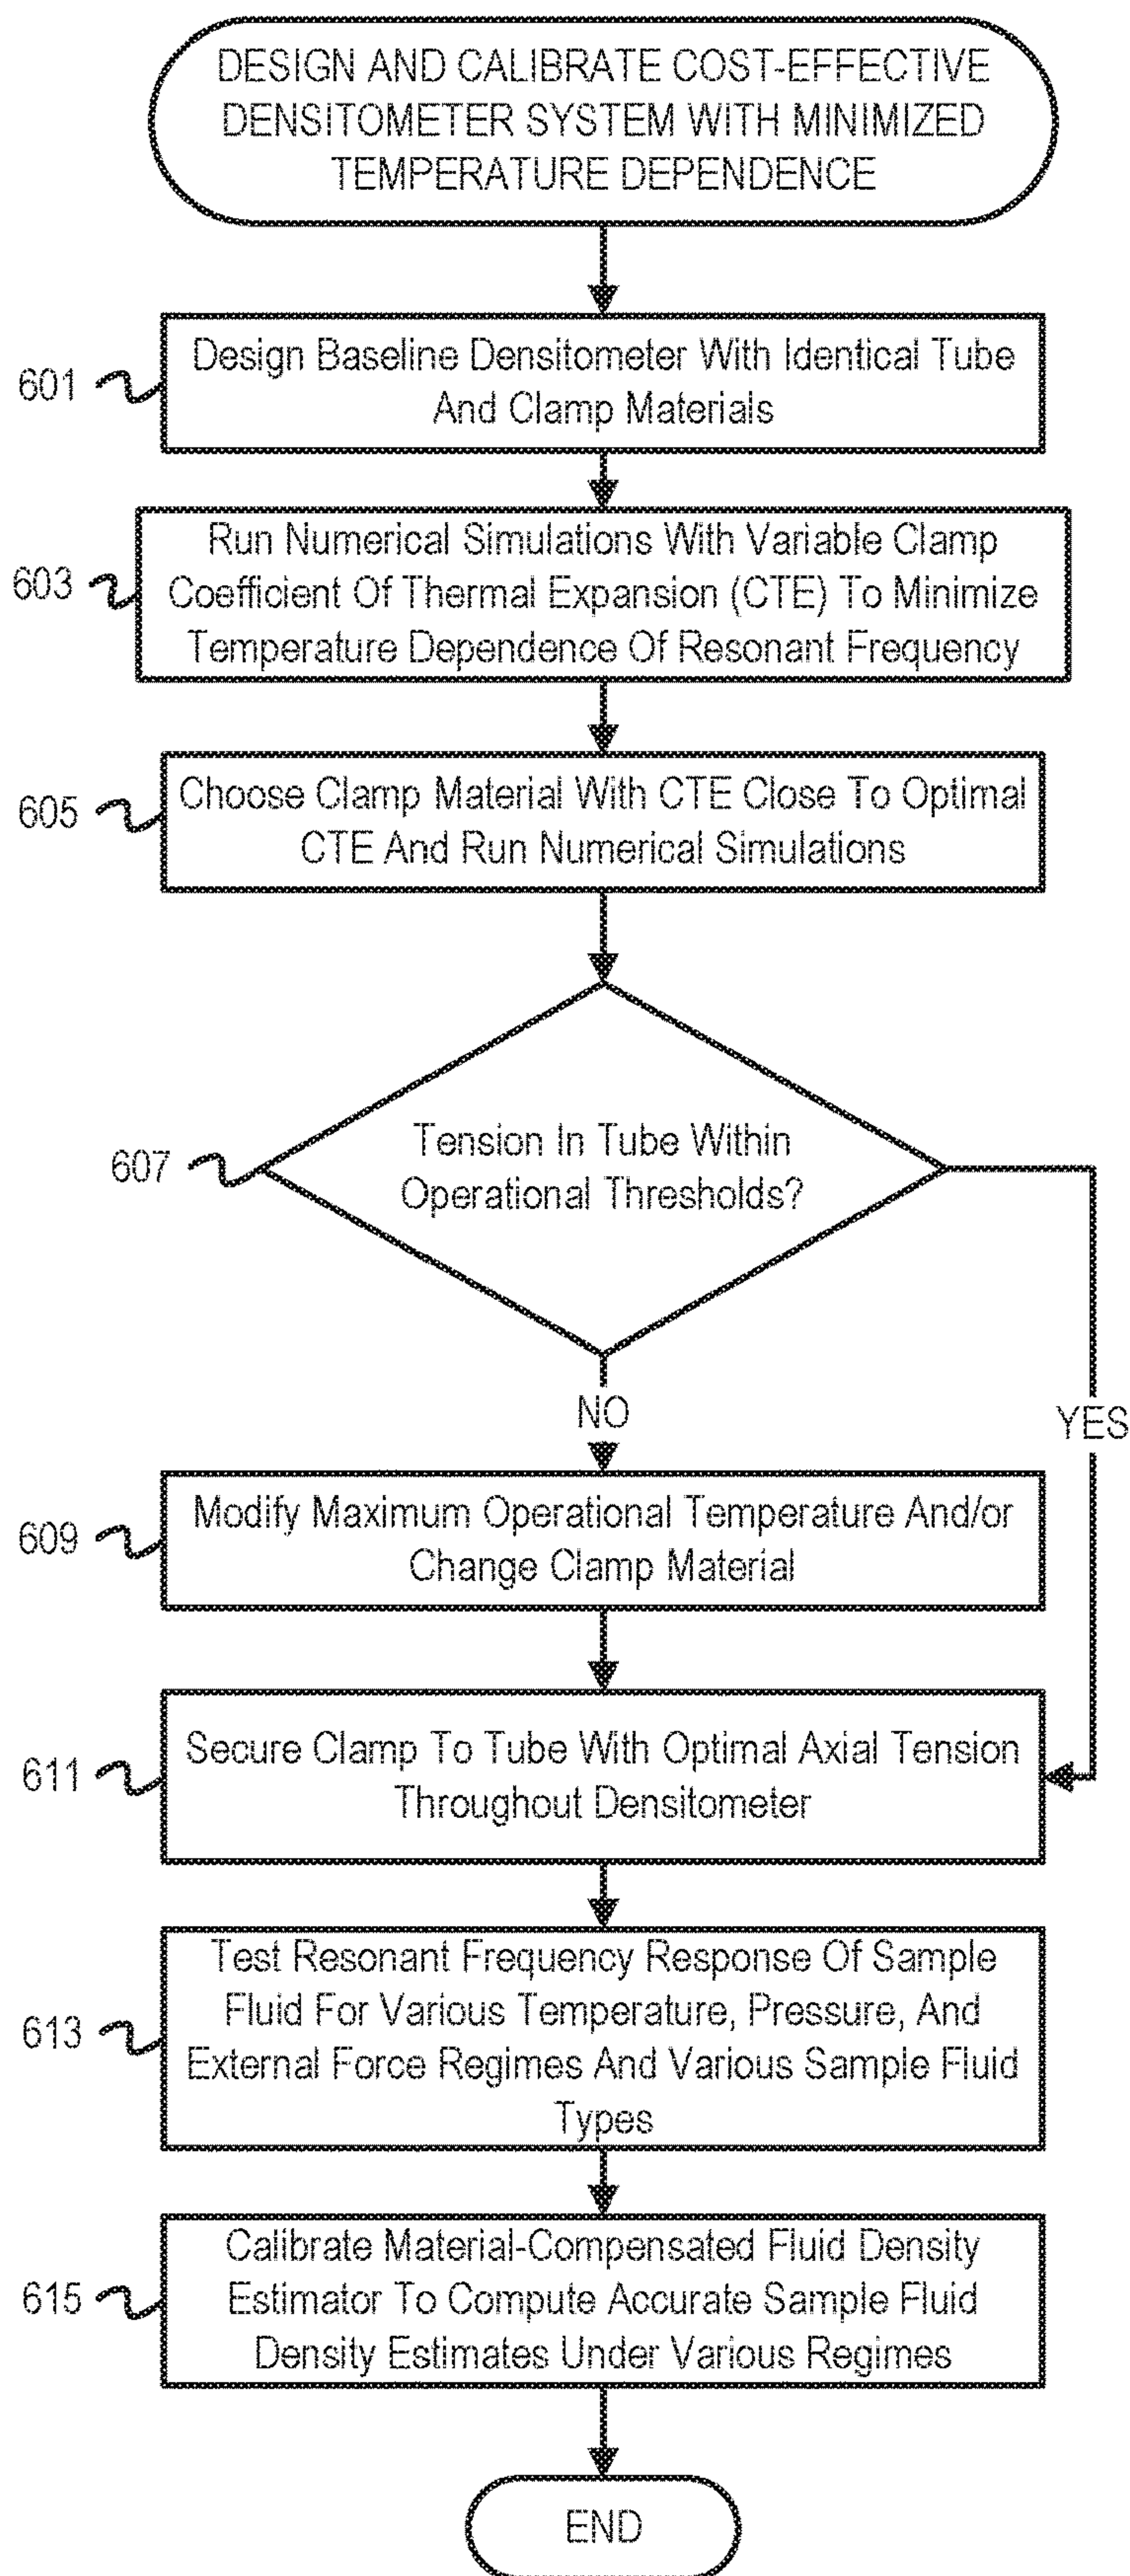 DESIGN AND CALIBRATE COST-EFFECTIVE
DENSITOMETER SYSTEM WITH MINIMIZED
TEMPERATURE DEPENDENCE
601
Design Baseline Densitometer With Identical Tube
And Clamp Materials
603
Run Numerical Simulations With Variable Clamp
Coefficient Of Thermal Expansion (CTE) To Minimize
Temperature Dependence Of Resonant Frequency
605
Choose Clamp Material With CTE Close To Optimal
CTE And Run Numerical Simulations
607
Tension In Tube Within
Operational Thresholds?
NO
YES
609
Modify Maximum Operational Temperature And/or
Change Clamp Material
611
Secure Clamp To Tube With Optimal Axial Tension
Throughout Densitometer
613
Test Resonant Frequency Response Of Sample
Fluid For Various Temperature, Pressure, And
External Force Regimes And Various Sample Fluid
Types
615
Calibrate Material-Compensated Fluid Density
Estimator To Compute Accurate Sample Fluid
Density Estimates Under Various Regimes
END